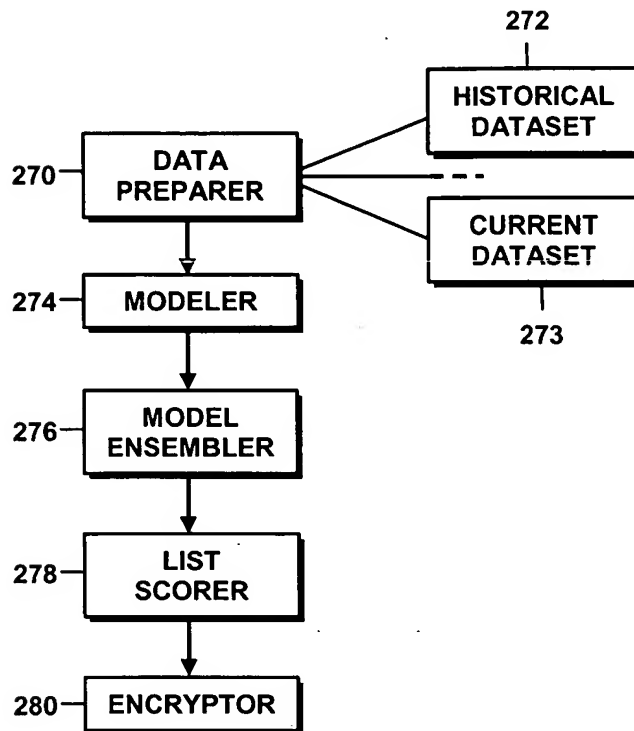 272
HISTORICAL
DATASET
270
DATA
PREPARER
CURRENT
DATASET
273
274
MODELER
276
MODEL
ENSEMBLER
278
LIST
SCORER
280
ENCRYPTOR